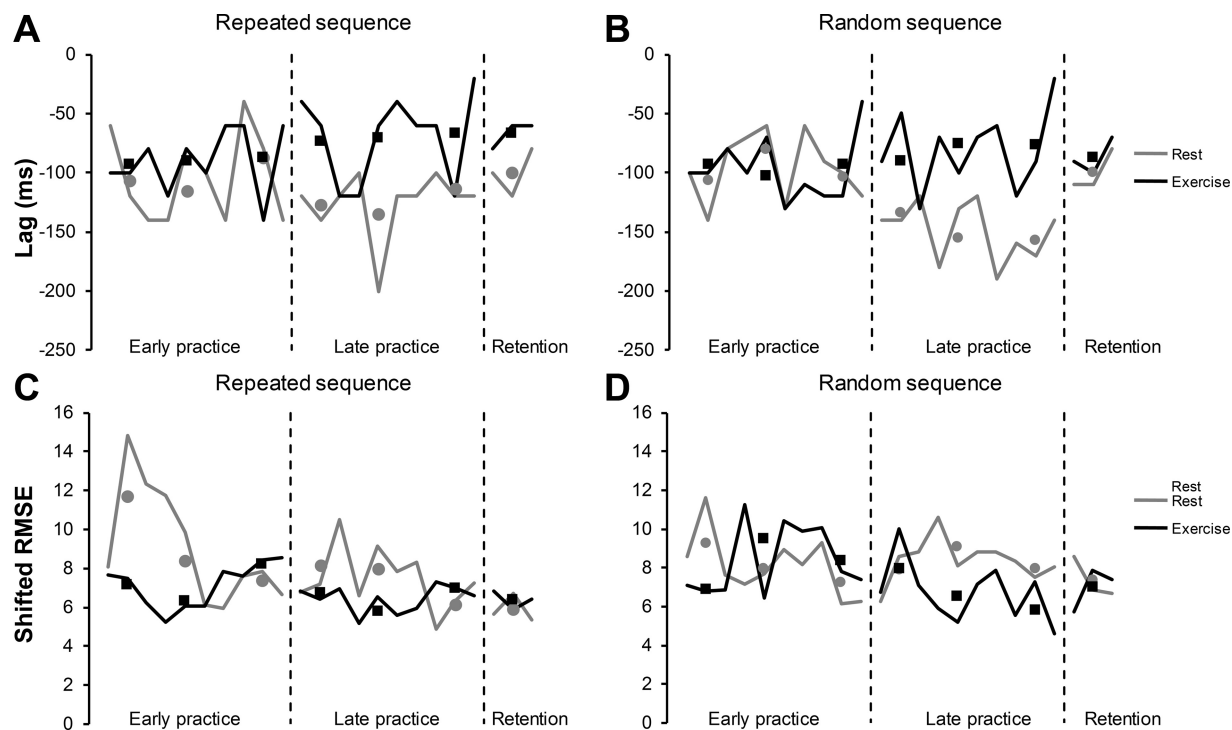 A
Repeated sequence
B
Random sequence
0
-50
-100
-150
-200
-250
Lag (ms)
Early practice
Late practice
Retention
0
-50
-100
-150
-200
-250
Early practice
Late practice
Retention
Rest
Exercise
C
Repeated sequence
D
Random sequence
16
14
12
10
8
6
4
2
0
Shifted RMSE
Early practice
Late practice
Retention
16
14
12
10
8
6
4
2
0
Early practice
Late practice
Retention
Rest
Rest
Exercise